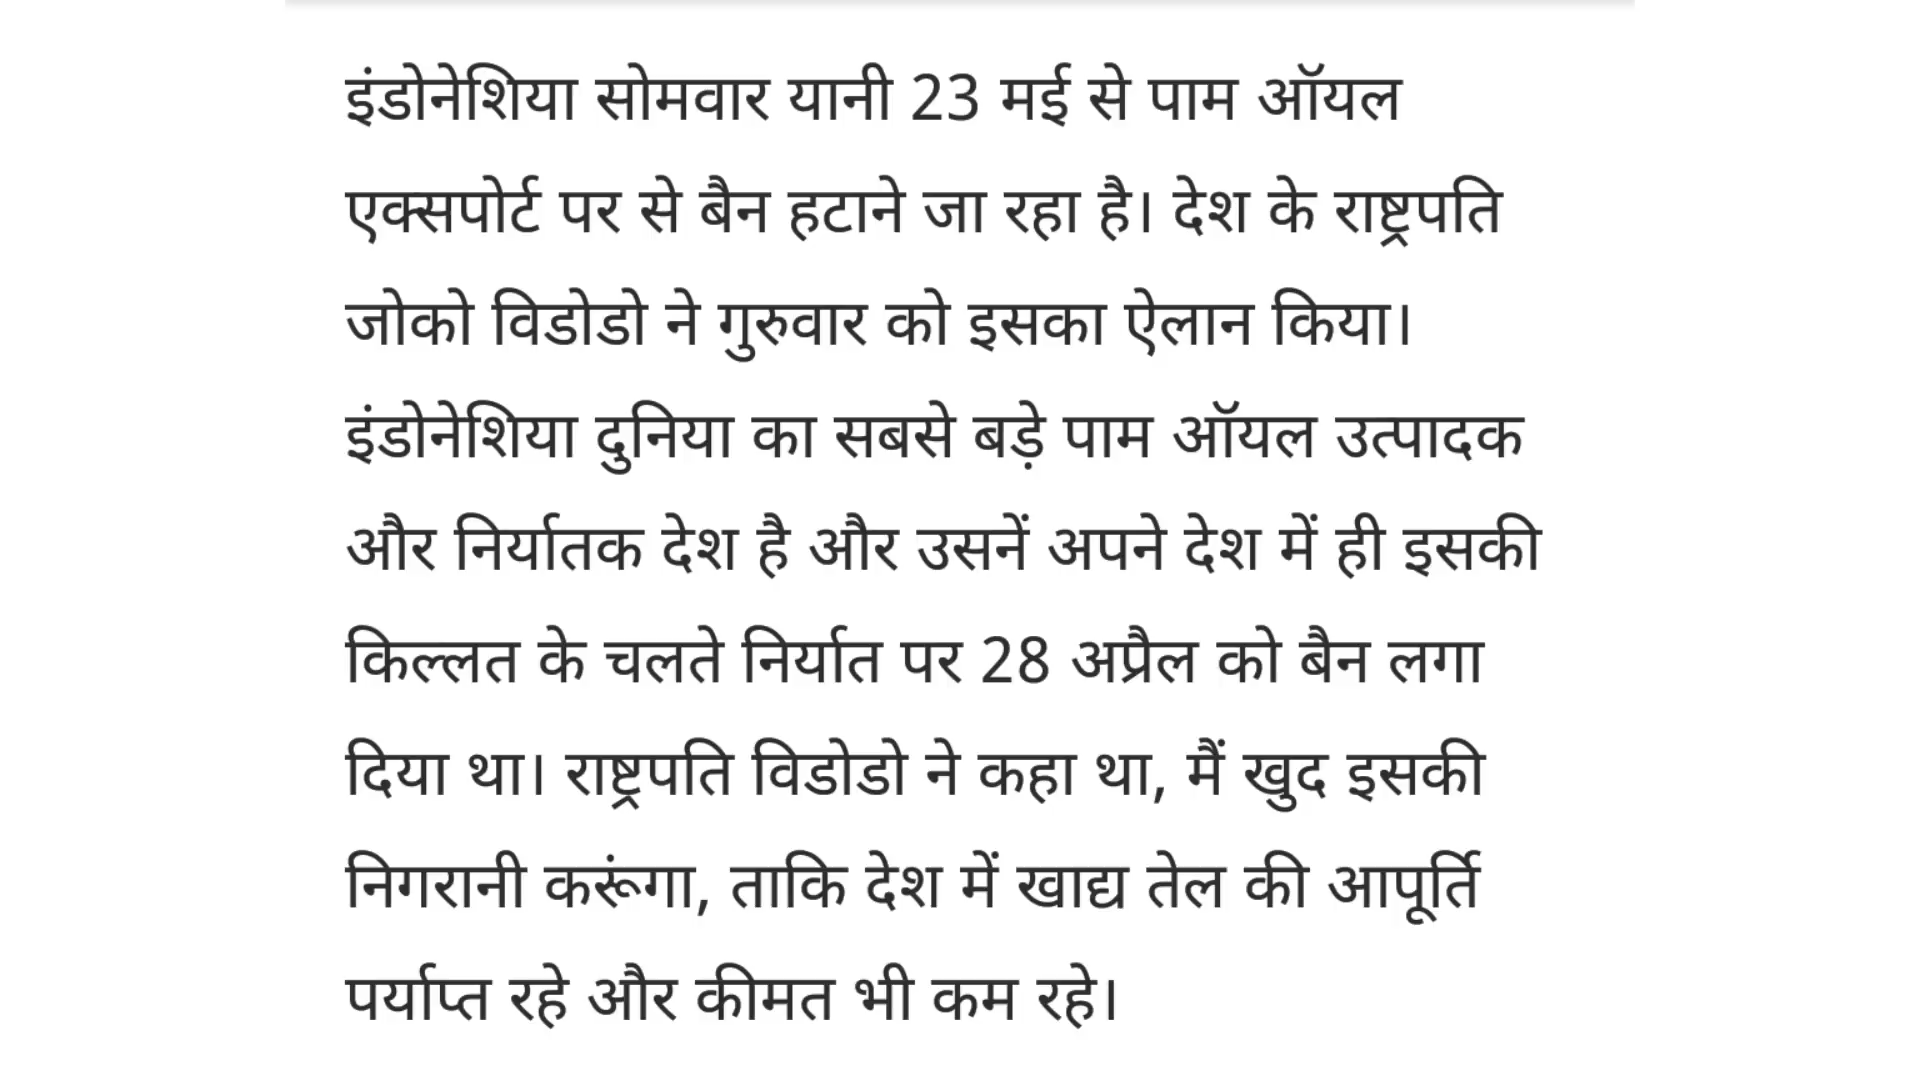 इंडोनेशिया सोमवार यानी 23 मई से पाम ऑयल
एक्सपोर्ट पर से बैन हटाने जा रहा है। देश के राष्ट्रपति
जोको विडोडो ने गुरुवार को इसका ऐलान किया।
इंडोनेशिया दुनिया का सबसे बड़े पाम ऑयल उत्पादक
और निर्यातक देश है और उसनें अपने देश में ही इसकी
किल्लत के चलते निर्यात पर 28 अप्रैल को बैन लगा
दिया था। राष्ट्रपति विडोडो ने कहा था, मैं खुद इसकी
निगरानी करूंगा, ताकि देश में खाद्य तेल की आपूर्ति
पर्याप्त रहे और कीमत भी कम रहे।